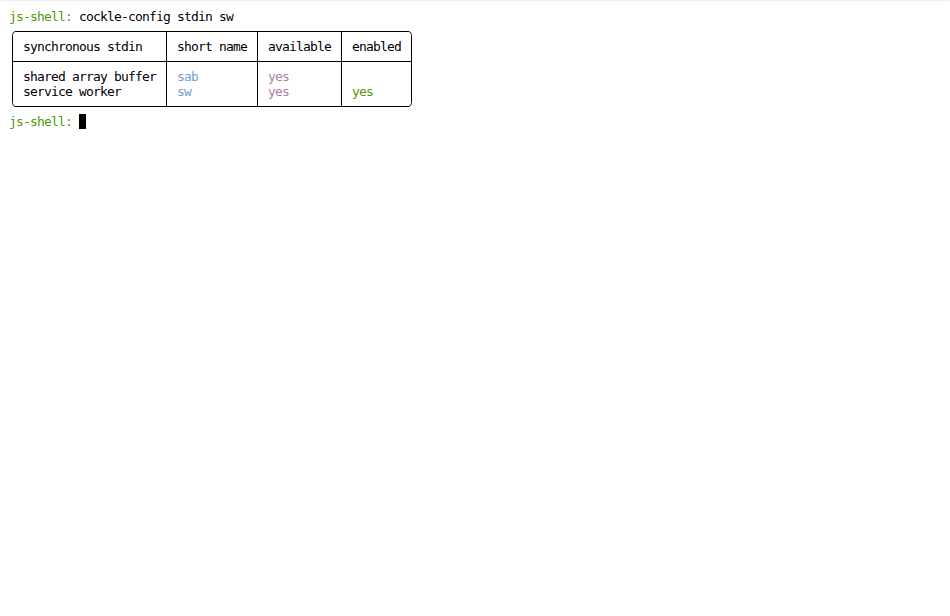 js-shell: cockle-config stdin sw
synchronous stdin short name available enabled
shared array buffer sab yes
service worker sw yes yes
js-shell: